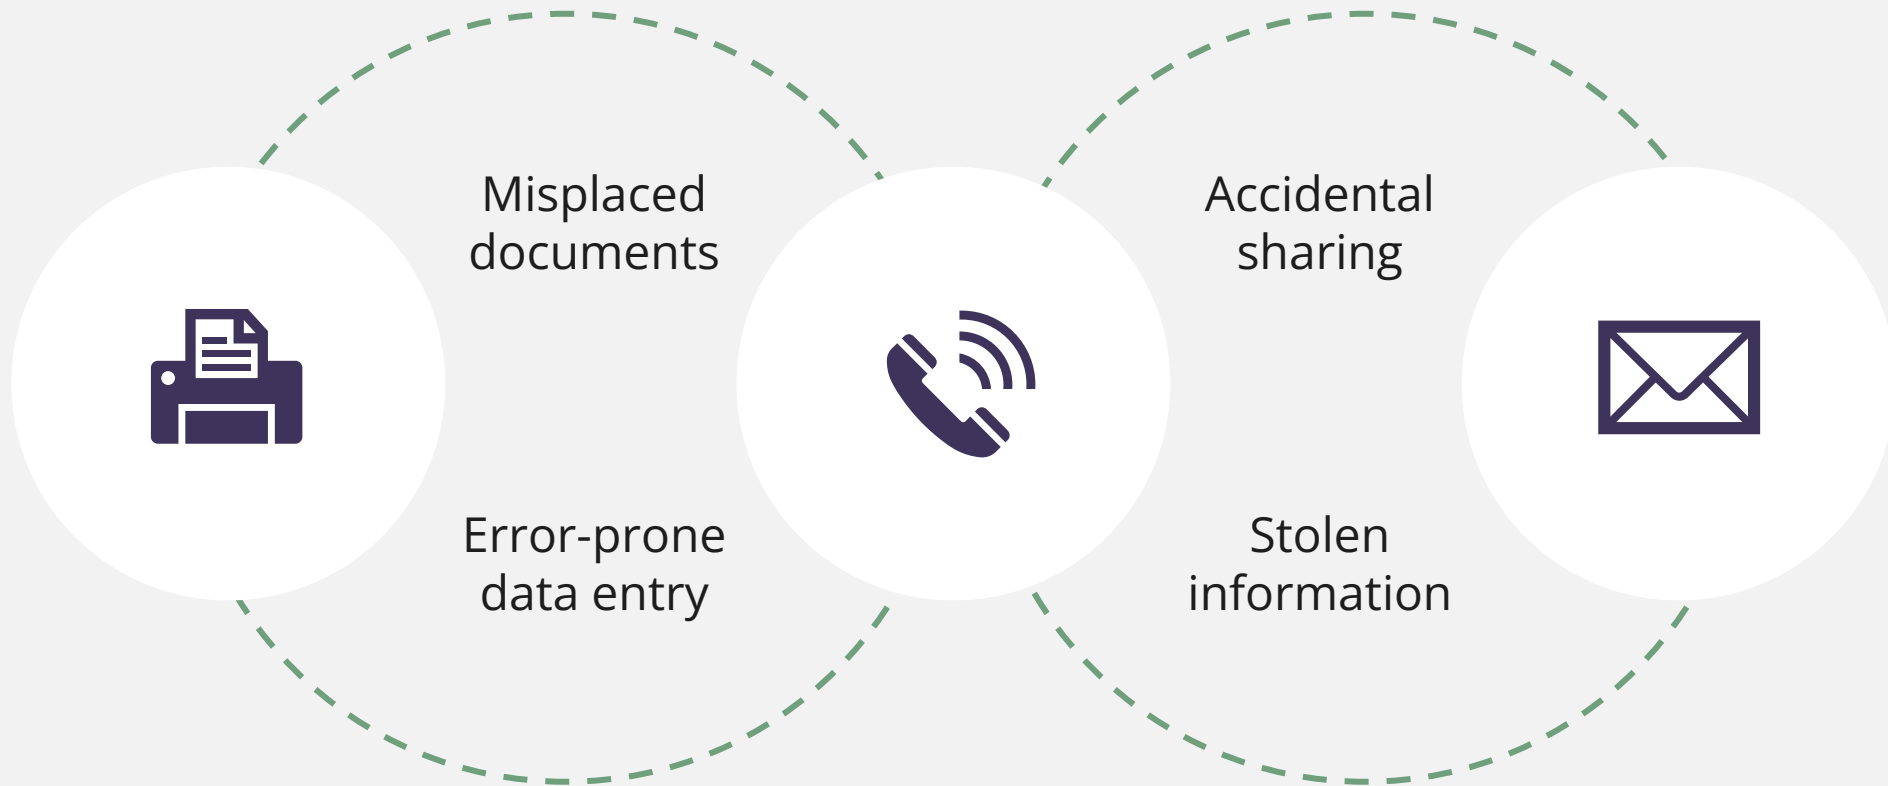 Misplaced
documents
Accidental
sharing
Error-prone
data entry
Stolen
information